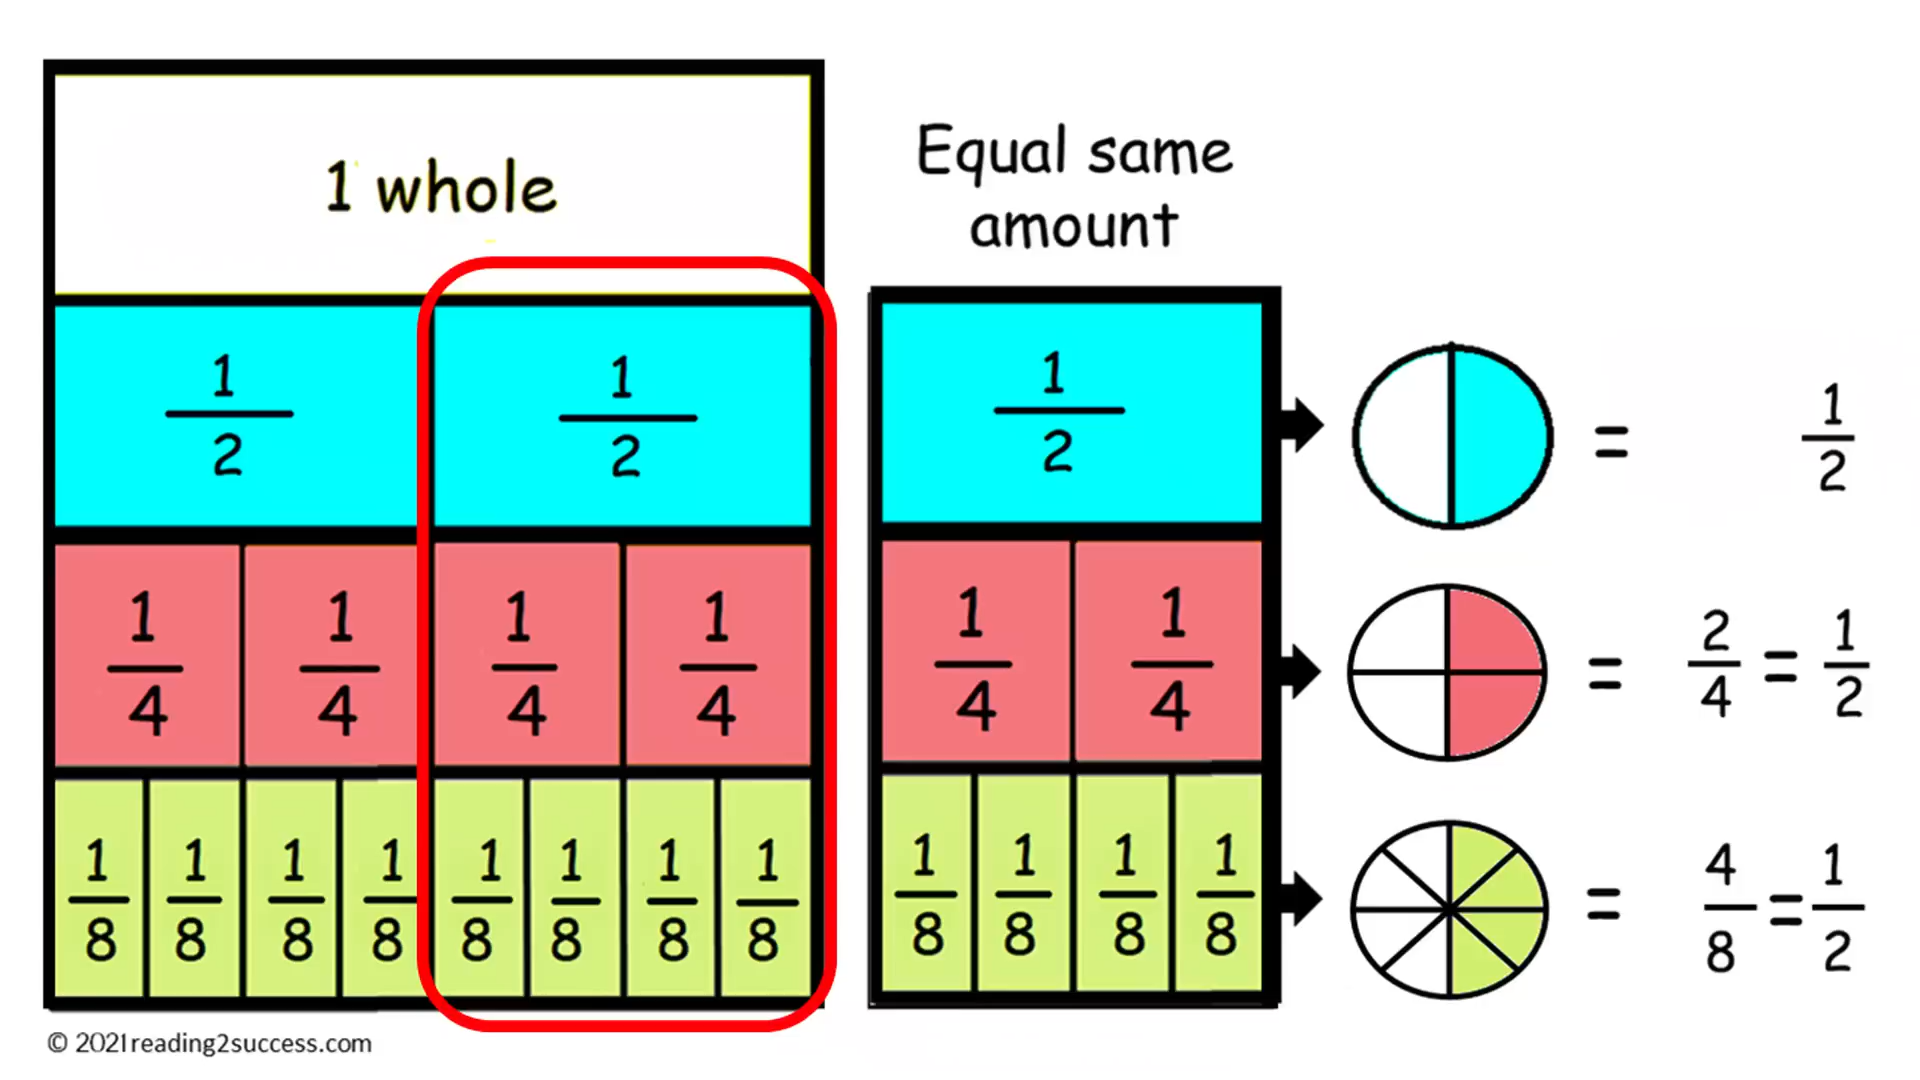 1 whole
Equal same
amount
1/2 1/2
1/2
= 1/2
1/4 1/4 1/4 1/4
1/4 1/4
= 2/4 = 1/2
1/8 1/8 1/8 1/8 1/8 1/8 1/8 1/8
1/8 1/8 1/8 1/8
= 4/8 = 1/2
© 2021reading2success.com